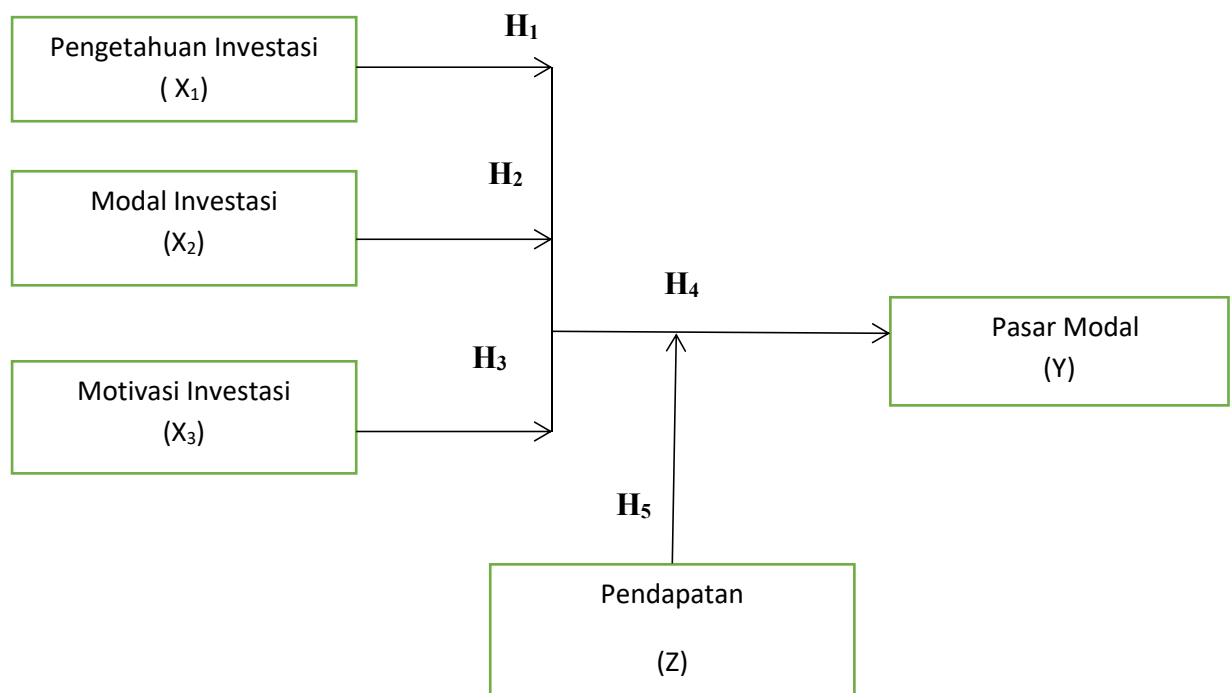 H₁
Pengetahuan Investasi
( X₁)
H₂
Modal Investasi
(X₂)
H₄
Pasar Modal
(Y)
H₃
Motivasi Investasi
(X₃)
H₅
Pendapatan
(Z)